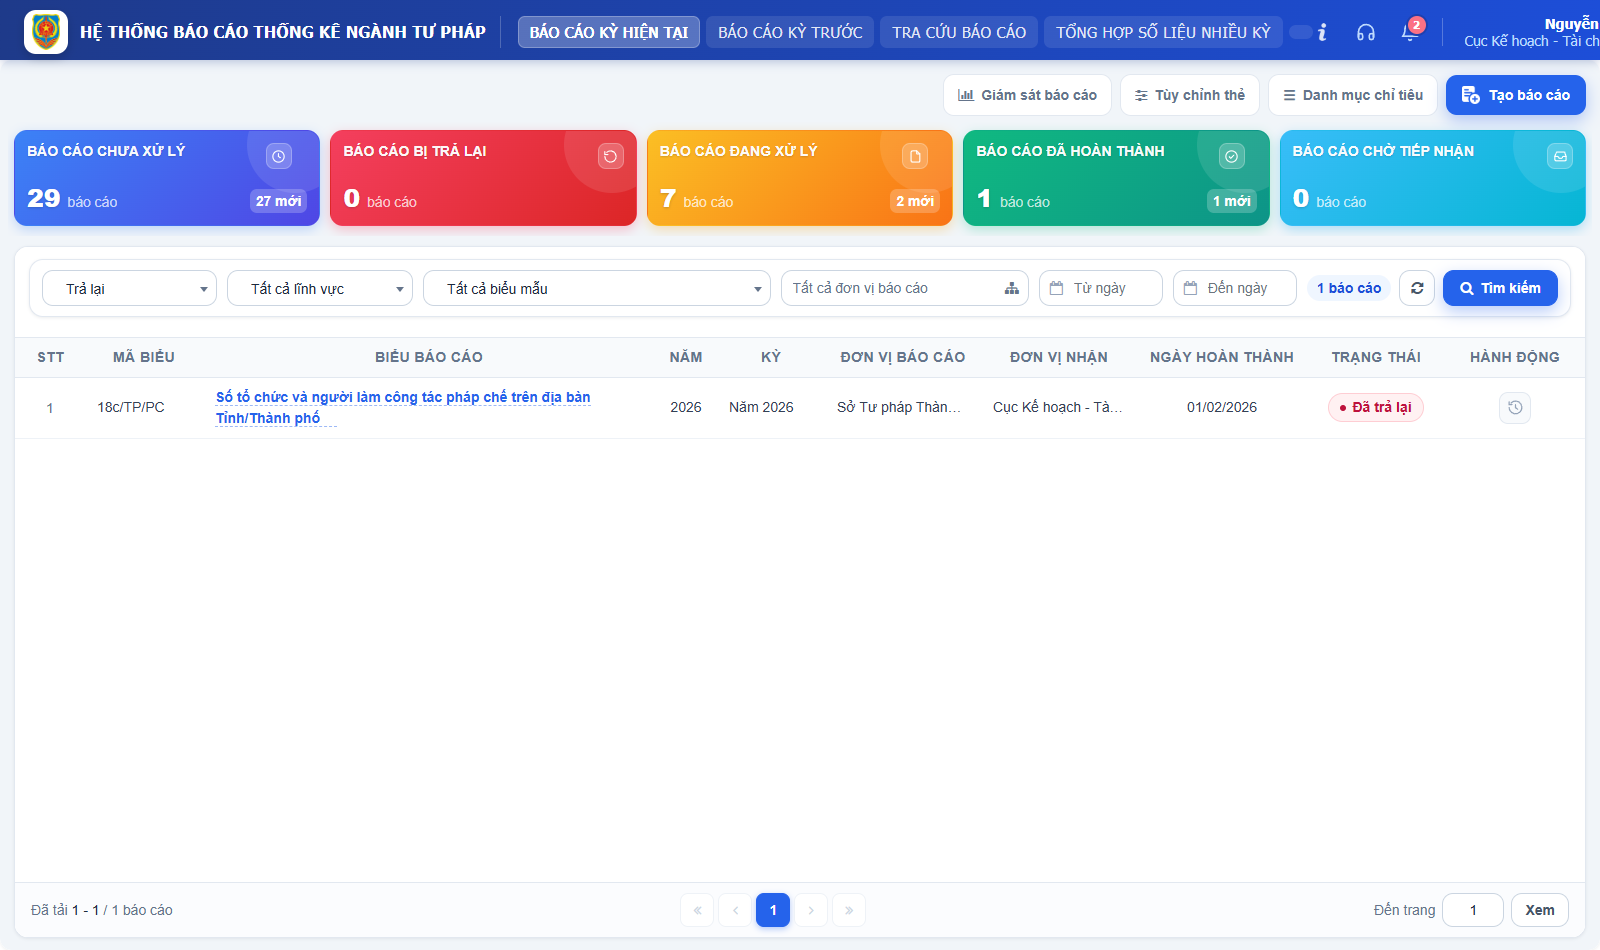 HỆ THỐNG BÁO CÁO THỐNG KÊ NGÀNH TƯ PHÁP
BÁO CÁO KỲ HIỆN TẠI
BÁO CÁO KỲ TRƯỚC
TRA CỨU BÁO CÁO
TỔNG HỢP SỐ LIỆU NHIỀU KỲ
2
Nguyễn
Cục Kế hoạch - Tài ch
Giám sát báo cáo
Tùy chỉnh thẻ
Danh mục chỉ tiêu
Tạo báo cáo
BÁO CÁO CHƯA XỬ LÝ
29 báo cáo
27 mới
BÁO CÁO BỊ TRẢ LẠI
0 báo cáo
BÁO CÁO ĐANG XỬ LÝ
7 báo cáo
2 mới
BÁO CÁO ĐÃ HOÀN THÀNH
1 báo cáo
1 mới
BÁO CÁO CHỜ TIẾP NHẬN
0 báo cáo
Trả lại
Tất cả lĩnh vực
Tất cả biểu mẫu
Tất cả đơn vị báo cáo
Từ ngày
Đến ngày
1 báo cáo
Tìm kiếm
STT MÃ BIỂU BIỂU BÁO CÁO NĂM KỲ ĐƠN VỊ BÁO CÁO ĐƠN VỊ NHẬN NGÀY HOÀN THÀNH TRẠNG THÁI HÀNH ĐỘNG
1 18c/TP/PC Số tổ chức và người làm công tác pháp chế trên địa bàn
Tỉnh/Thành phố
2026 Năm 2026 Sở Tư pháp Thàn... Cục Kế hoạch - Tà... 01/02/2026 Đã trả lại
Đã tải 1 - 1 / 1 báo cáo
« ‹ 1 › »
Đến trang 1 Xem